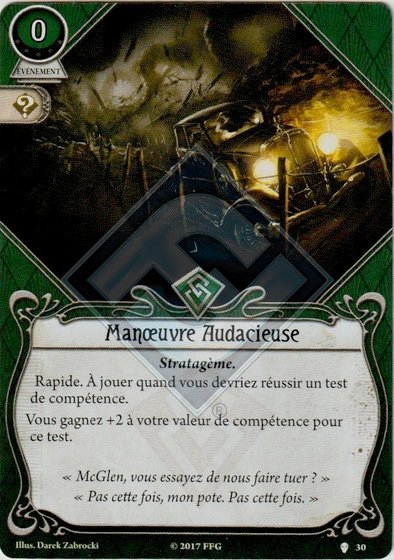 0
ÉVÉNEMENT
?
Manœuvre Audacieuse
Stratagème.
Rapide. À jouer quand vous devriez réussir un test
de compétence.
Vous gagnez +2 à votre valeur de compétence pour
ce test.
« McGlen, vous essayez de nous faire tuer ? »
« Pas cette fois, mon pote. Pas cette fois. »
Illus. Darek Zabrocki
© 2017 FFG
30
®